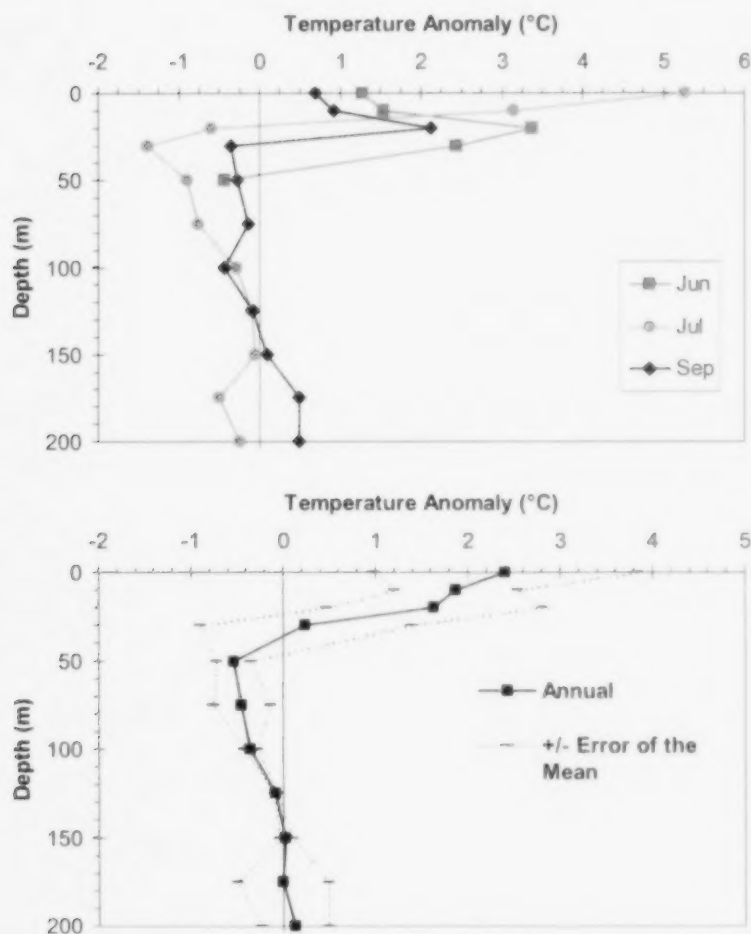 Temperature Anomaly (°C)
-2 -1 0 1 2 3 4 5 6
0
50
100
150
200
Depth (m)
Jun
Jul
Sep
Temperature Anomaly (°C)
-2 -1 0 1 2 3 4 5
0
50
100
150
200
Depth (m)
Annual
+/- Error of the
Mean